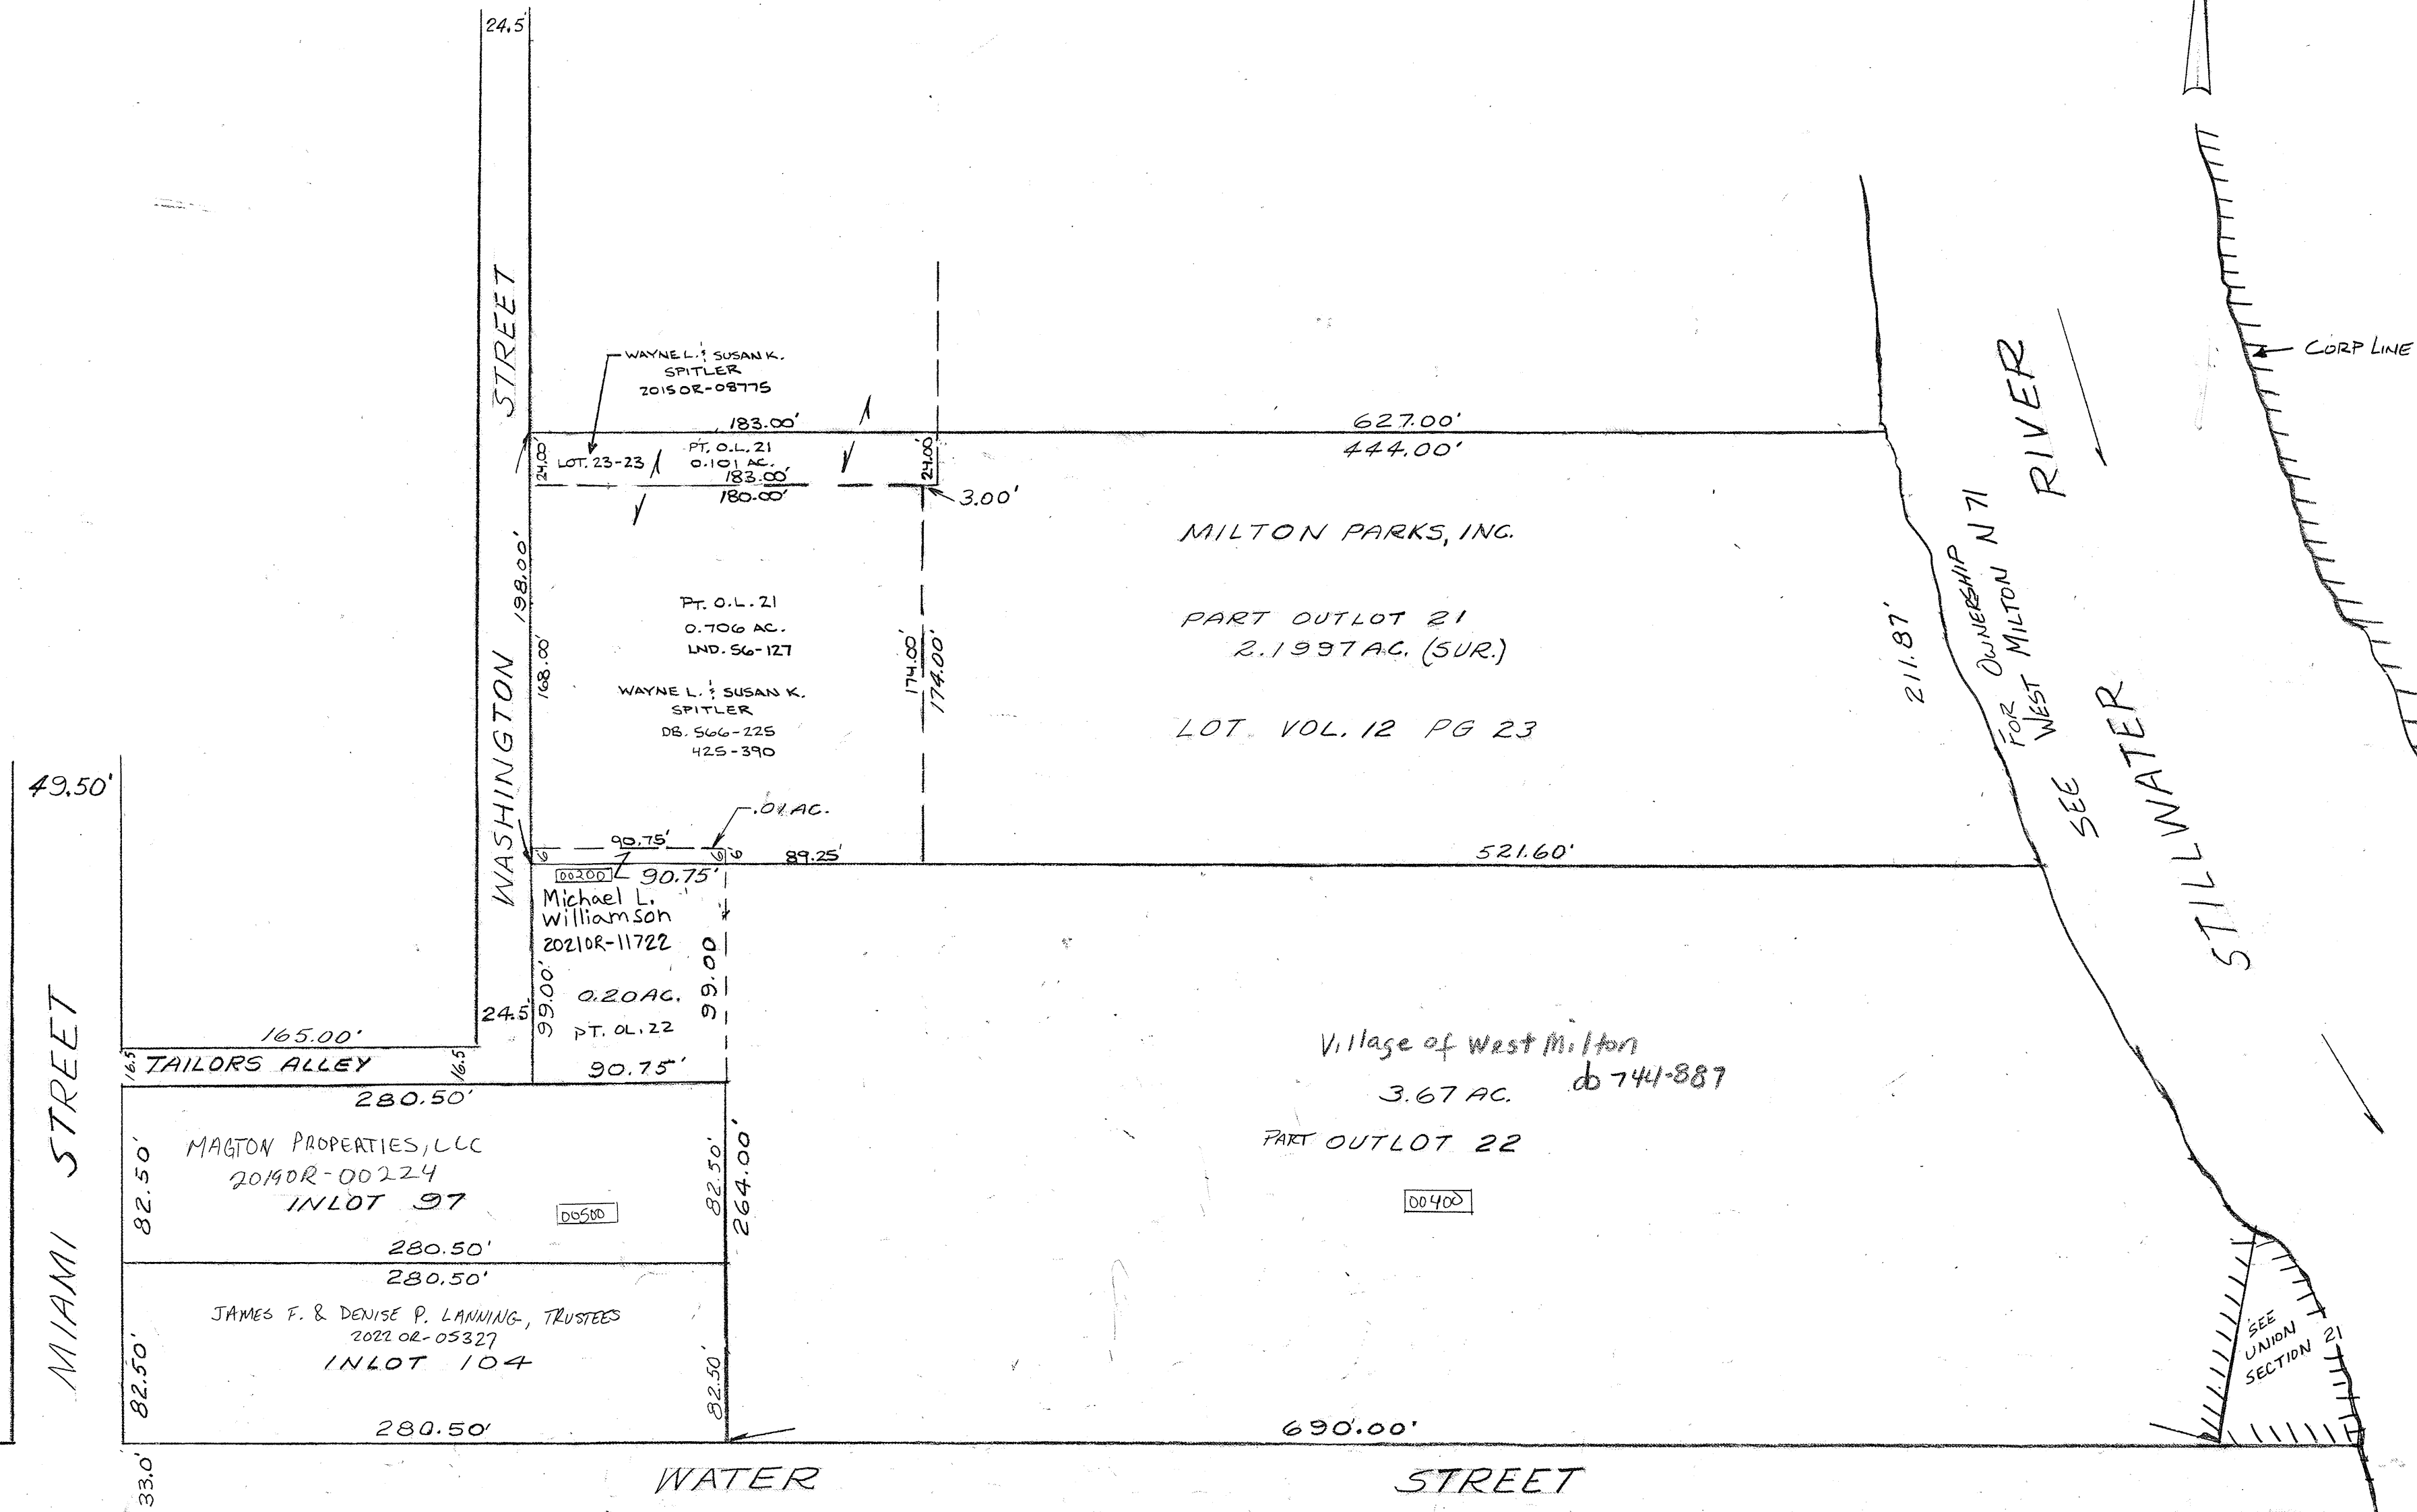 24.5'
STREET
WAYNE L. & SUSAN K.
SPITLER
2015OR-08775
CORP LINE
183.00'
627.00'
24.00'
LOT. 23-23
PT. O.L. 21
0.101 AC.
183.00'
24.00'
444.00'
180.00'
3.00'
RIVER
MILTON PARKS, INC.
PART OUTLOT 21
2.1997 AC. (SUR.)
LOT. VOL. 12 PG 23
198.00'
168.00'
PT. O.L. 21
0.706 AC.
LND. 56-127
WAYNE L. & SUSAN K.
SPITLER
DB. 566-225
425-390
174.00'
174.00'
211.87'
FOR OWNERSHIP
WEST MILTON N 71
SEE
STILLWATER
WASHINGTON
49.50'
.01 AC.
6
90.75'
6
6
89.25'
521.60'
00200
90.75'
Michael L.
Williamson
2021OR-11722
99.00'
99.00
0.20 AC.
PT. OL. 22
24.5'
90.75'
165.00'
16.5
TAILORS ALLEY
16.5
280.50'
MIAMI STREET
82.50'
MAGTON PROPERTIES, LLC
2019OR-00224
INLOT 97
00500
82.50'
264.00'
280.50'
280.50'
JAMES F. & DENISE P. LANNING, TRUSTEES
2022 OR-05327
INLOT 104
82.50'
82.50'
280.50'
Village of West Milton
db 744-887
3.67 AC.
PART OUTLOT 22
00400
SEE
UNION
SECTION 21
690.00'
33.0'
WATER STREET